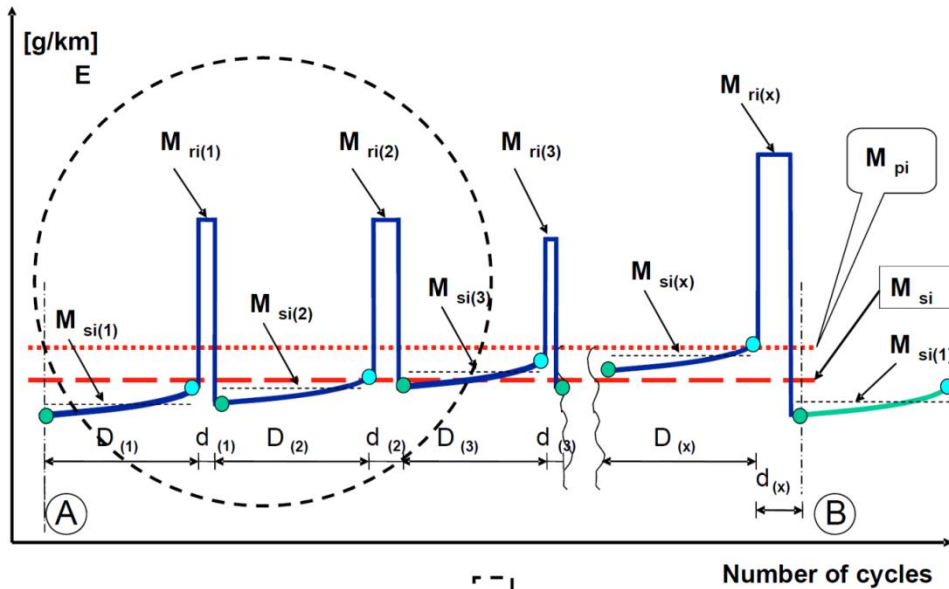 [g/km]
E
M ri(1)
M ri(2)
M ri(3)
M ri(x)
M pi
M si(1)
M si(2)
M si(3)
M si(x)
M si
M si(1)
D (1)
d (1)
D (2)
d (2)
D (3)
d (3)
D (x)
d (x)
A
B
Number of cycles